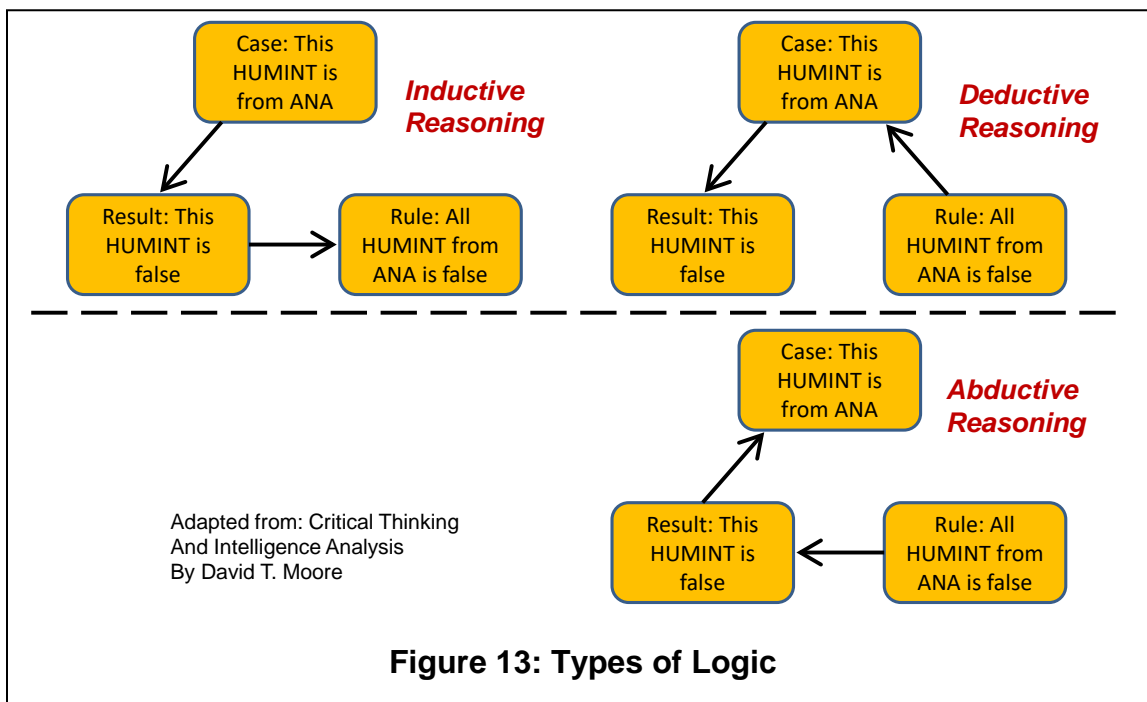 Case: This
HUMINT is
from ANA
Inductive
Reasoning
Result: This
HUMINT is
false
Rule: All
HUMINT from
ANA is false
Case: This
HUMINT is
from ANA
Deductive
Reasoning
Result: This
HUMINT is
false
Rule: All
HUMINT from
ANA is false
Case: This
HUMINT is
from ANA
Abductive
Reasoning
Result: This
HUMINT is
false
Rule: All
HUMINT from
ANA is false
Adapted from: Critical Thinking
And Intelligence Analysis
By David T. Moore
Figure 13: Types of Logic